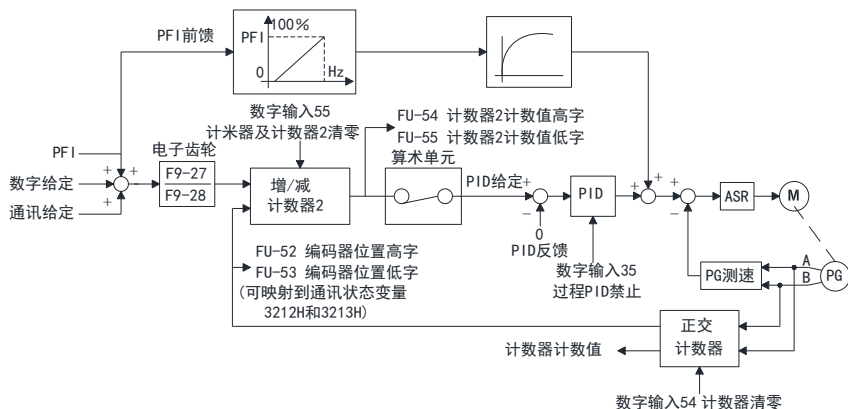 PFI前馈
100%
PFI
0
Hz
数字输入55
计米器及计数器2清零
FU-54 计数器2计数值高字
FU-55 计数器2计数值低字
PFI
数字给定
通讯给定
+
+
+
-
电子齿轮
F9-27
F9-28
增/减
计数器2
算术单元
PID给定
+
-
0
PID反馈
PID
数字输入35
过程PID禁止
+
+
+
-
ASR
M
PG测速
A
B
PG
FU-52 编码器位置高字
FU-53 编码器位置低字
(可映射到通讯状态变量
3212H和3213H)
正交
计数器
计数器计数值
数字输入54 计数器清零